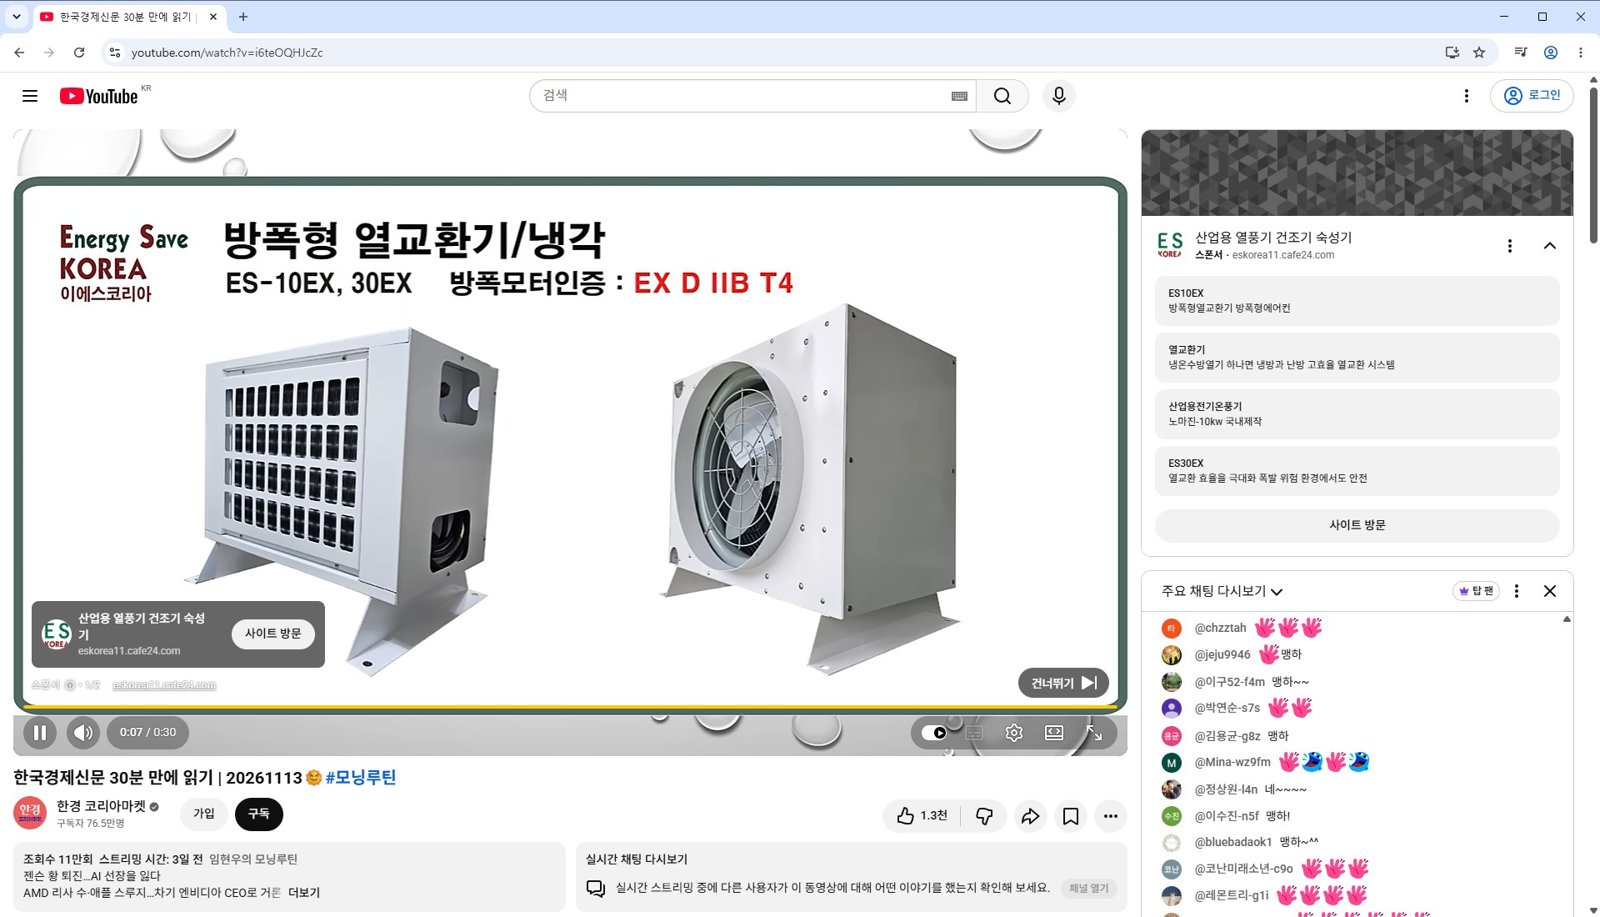 한국경제신문 30분 만에 읽기 |
youtube.com/watch?v=i6teOQHJcZc
YouTube KR
검색
로그인
Energy Save
KOREA
이에스코리아
방폭형 열교환기/냉각
ES-10EX, 30EX 방폭모터인증 : EX D IIB T4
산업용 열풍기 건조기 숙성
기
eskorea11.cafe24.com
사이트 방문
스폰서 · 1/2 eskorea11.cafe24.com
건너뛰기
0:07 / 0:30
한국경제신문 30분 만에 읽기 | 20261113 #모닝루틴
한경
한경 코리아마켓
구독자 76.5만명
가입
구독
1.3천
조회수 11만회 스트리밍 시간: 3일 전 임현우의 모닝루틴
젠슨 황 퇴진...AI 선장을 잃다
AMD 리사 수·애플 스루지...차기 엔비디아 CEO로 거론 더보기
실시간 채팅 다시보기
실시간 스트리밍 중에 다른 사용자가 이 동영상에 대해 어떤 이야기를 했는지 확인해 보세요.
패널 열기
ES
KOREA
산업용 열풍기 건조기 숙성기
스폰서 · eskorea11.cafe24.com
ES10EX
방폭형열교환기 방폭형에어컨
열교환기
냉온수방열기 하나면 냉방과 난방 고효율 열교환 시스템
산업용전기온풍기
노마진-10kw 국내제작
ES30EX
열교환 효율을 극대화 폭발 위험 환경에서도 안전
사이트 방문
주요 채팅 다시보기
탑 팬
타 @chzztah
@jeju9946 맹하
@이구52-f4m 맹하~~
@박연순-s7s
용균 @김용균-g8z 맹하
M @Mina-wz9fm
@정상원-l4n 네~~~~
수진 @이수진-n5f 맹하!
@bluebadaok1 맹하~^^
코난 @코난미래소년-c9o
@레몬트리-g1i